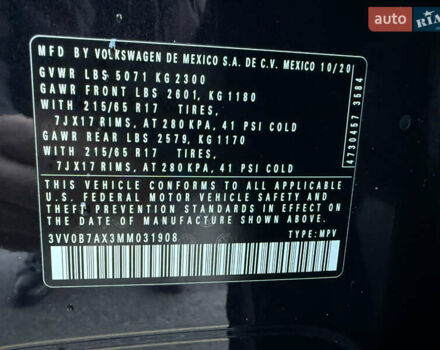 AUTO
RIA
MFD BY VOLKSWAGEN DE MEXICO S.A. DE C.V. MEXICO 10/20
GVWR LBS 5071 KG 2300
GAWR FRONT LBS 2601, KG 1180
WITH 215/65 R17 TIRES,
7JX17 RIMS, AT 280 KPA, 41 PSI COLD
GAWR REAR LBS 2579, KG 1170
WITH 215/65 R17 TIRES,
7JX17 RIMS, AT 280 KPA, 41 PSI COLD
THIS VEHICLE CONFORMS TO ALL APPLICABLE
U.S. FEDERAL MOTOR VEHICLE SAFETY AND
THEFT PREVENTION STANDARDS IN EFFECT ON
THE DATE OF MANUFACTURE SHOWN ABOVE.
3VV0B7AX3MM031908 TYPE: MPV
4730457 3584